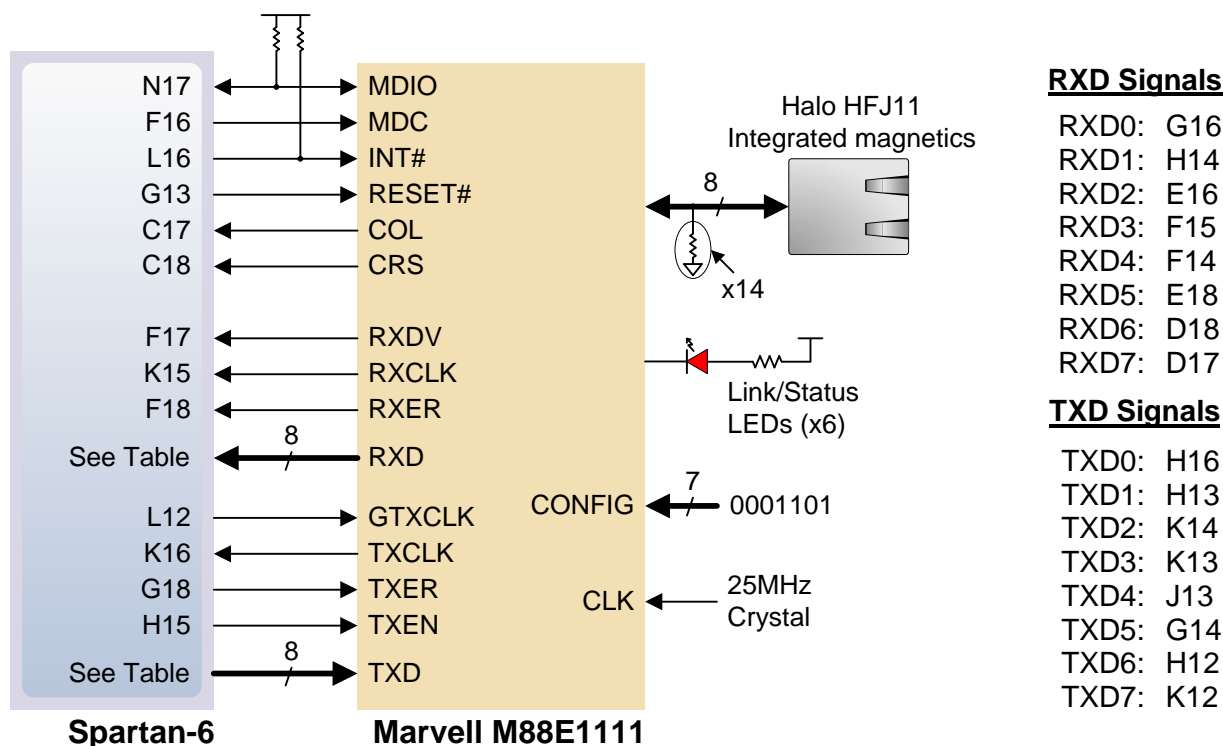 N17 MDIO
F16 MDC
L16 INT#
G13 RESET#
C17 COL
C18 CRS
F17 RXDV
K15 RXCLK
F18 RXER
8
See Table RXD
L12 GTXCLK
K16 TXCLK
G18 TXER
H15 TXEN
8
See Table TXD
Spartan-6
Marvell M88E1111
Halo HFJ11
Integrated magnetics
8
x14
Link/Status
LEDs (x6)
7
CONFIG 0001101
CLK
25MHz
Crystal
RXD Signals
RXD0: G16
RXD1: H14
RXD2: E16
RXD3: F15
RXD4: F14
RXD5: E18
RXD6: D18
RXD7: D17
TXD Signals
TXD0: H16
TXD1: H13
TXD2: K14
TXD3: K13
TXD4: J13
TXD5: G14
TXD6: H12
TXD7: K12